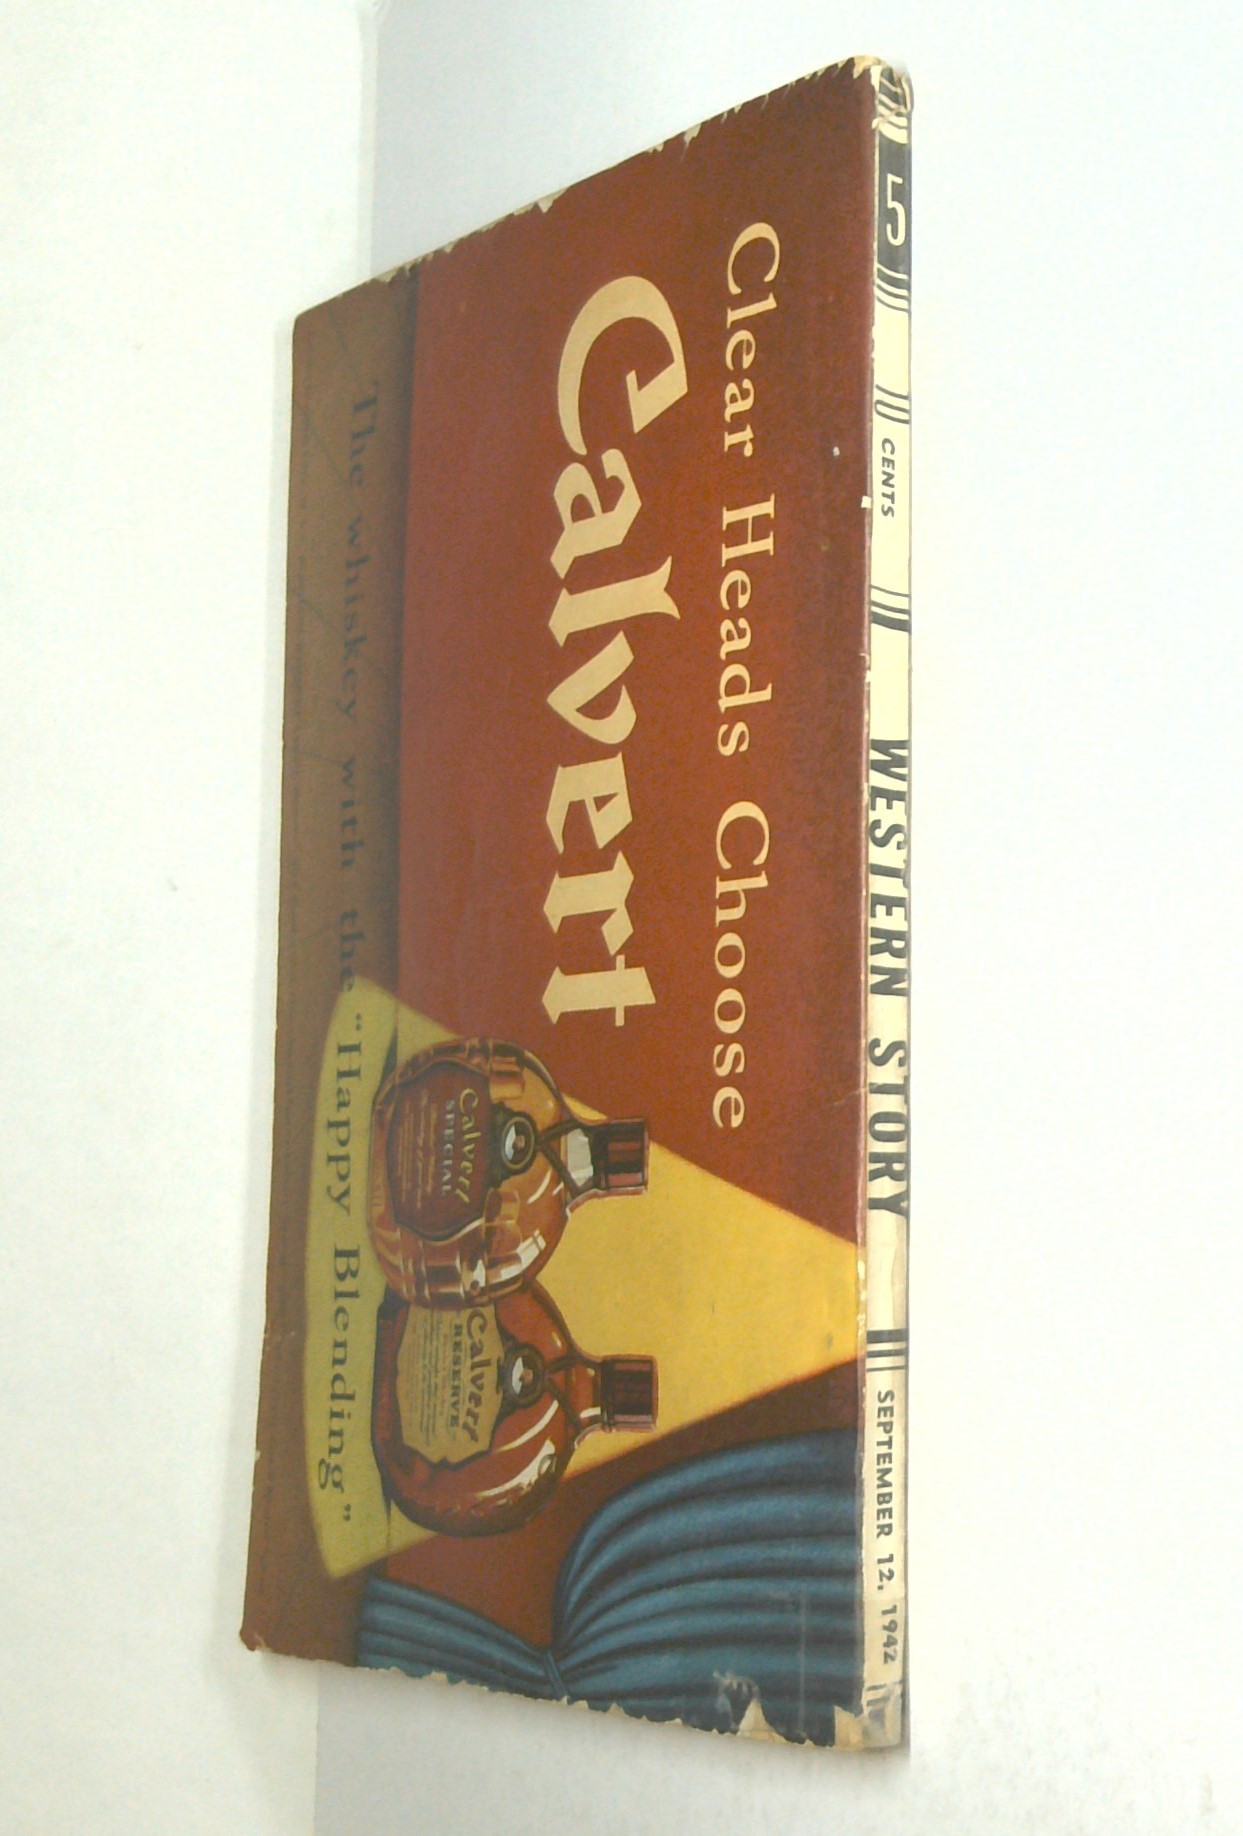 Clear Heads Choose
Calvert
The whiskey with the "Happy Blending"
Calvert
SPECIAL
Calvert
RESERVE
5 CENTS WESTERN STORY SEPTEMBER 12, 1942